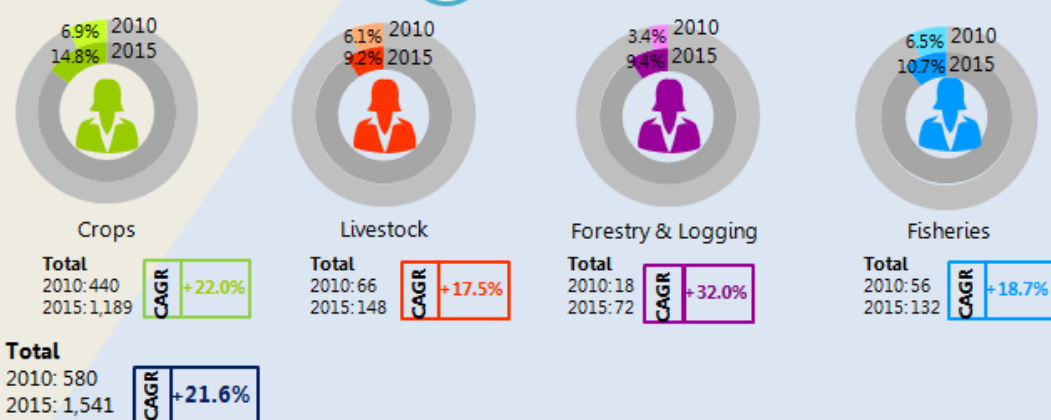 6.9% 2010
14.8% 2015
Crops
Total
2010: 440
2015: 1,189
CAGR
+22.0%
6.1% 2010
9.2% 2015
Livestock
Total
2010: 66
2015: 148
CAGR
+17.5%
3.4% 2010
9.4% 2015
Forestry & Logging
Total
2010: 18
2015: 72
CAGR
+32.0%
6.5% 2010
10.7% 2015
Fisheries
Total
2010: 56
2015: 132
CAGR
+18.7%
Total
2010: 580
2015: 1,541
CAGR
+21.6%